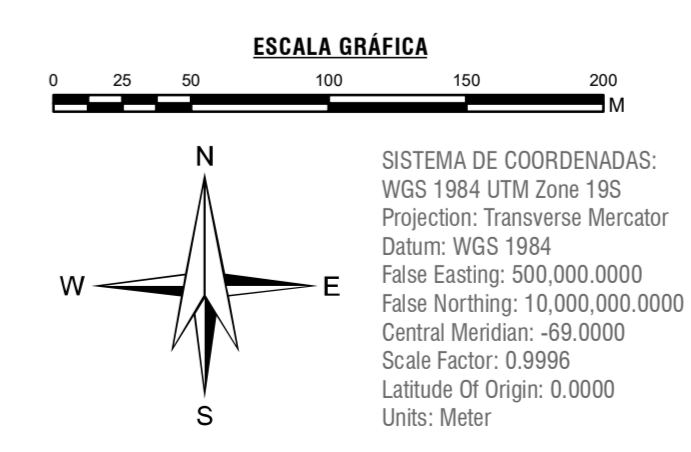 ESCALA GRÁFICA
0 25 50 100 150 200
M
N
W E
S
SISTEMA DE COORDENADAS:
WGS 1984 UTM Zone 19S
Projection: Transverse Mercator
Datum: WGS 1984
False Easting: 500,000.0000
False Northing: 10,000,000.0000
Central Meridian: -69.0000
Scale Factor: 0.9996
Latitude Of Origin: 0.0000
Units: Meter